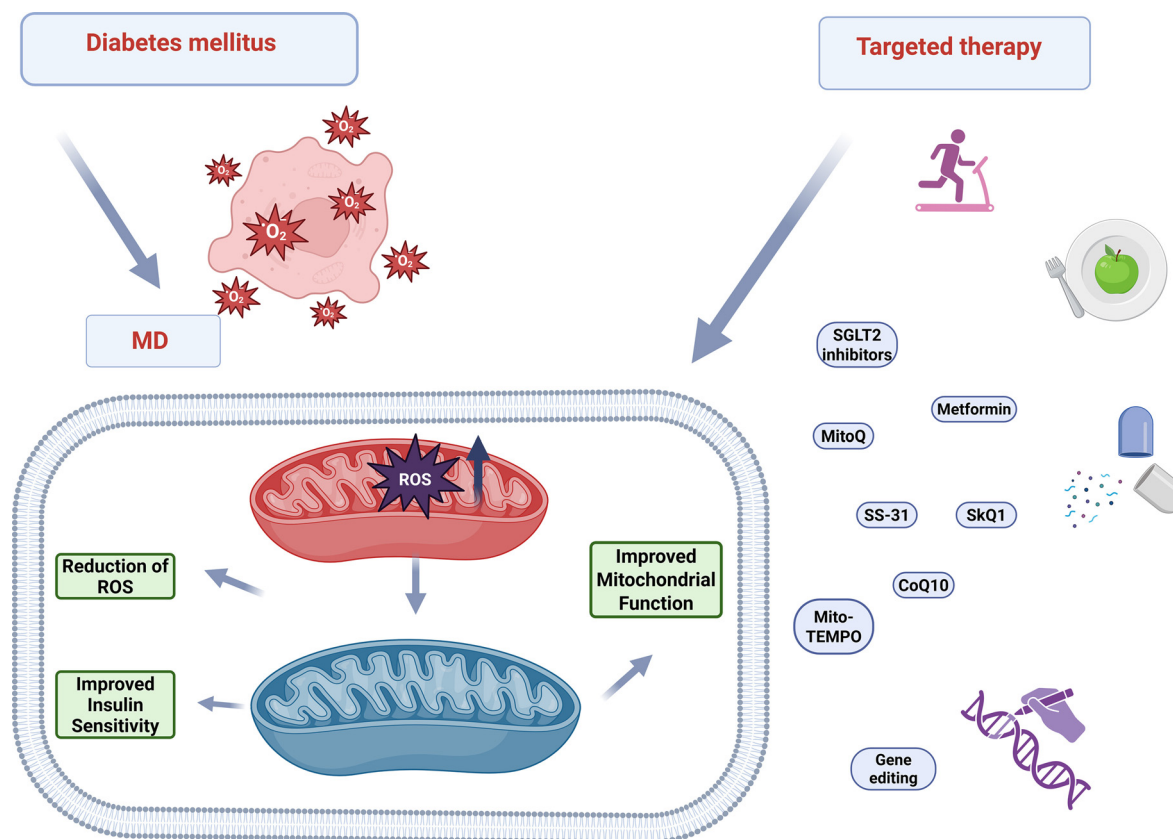 Diabetes mellitus
Targeted therapy
·O₂
·O₂
·O₂
·O₂
·O₂
·O₂
·O₂
MD
SGLT2
inhibitors
Metformin
MitoQ
ROS
SS-31
SkQ1
Reduction of
ROS
Improved
Mitochondrial
Function
CoQ10
Mito-
TEMPO
Improved
Insulin
Sensitivity
Gene
editing